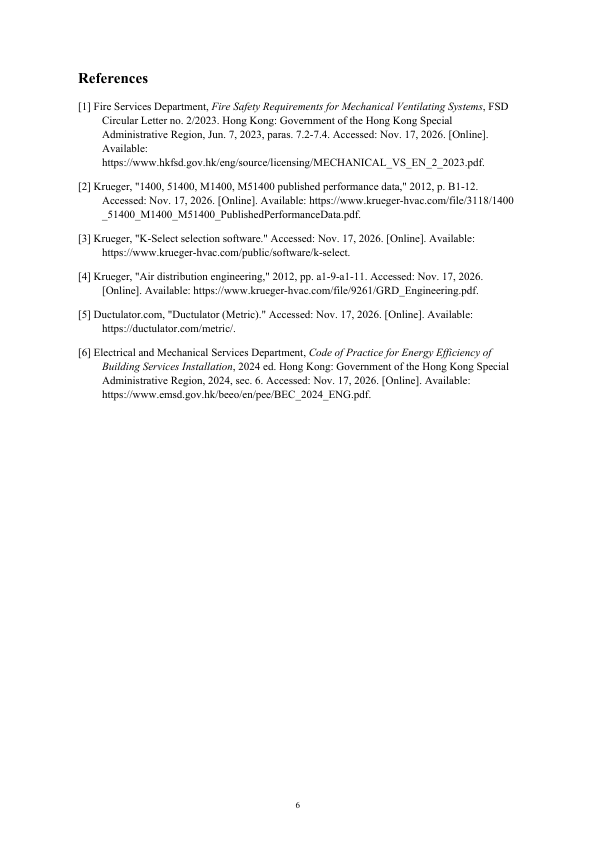 References
[1] Fire Services Department, Fire Safety Requirements for Mechanical Ventilating Systems, FSD
Circular Letter no. 2/2023. Hong Kong: Government of the Hong Kong Special
Administrative Region, Jun. 7, 2023, paras. 7.2-7.4. Accessed: Nov. 17, 2026. [Online].
Available:
https://www.hkfsd.gov.hk/eng/source/licensing/MECHANICAL_VS_EN_2_2023.pdf.
[2] Krueger, "1400, 51400, M1400, M51400 published performance data," 2012, p. B1-12.
Accessed: Nov. 17, 2026. [Online]. Available: https://www.krueger-hvac.com/file/3118/1400
_51400_M1400_M51400_PublishedPerformanceData.pdf.
[3] Krueger, "K-Select selection software." Accessed: Nov. 17, 2026. [Online]. Available:
https://www.krueger-hvac.com/public/software/k-select.
[4] Krueger, "Air distribution engineering," 2012, pp. a1-9-a1-11. Accessed: Nov. 17, 2026.
[Online]. Available: https://www.krueger-hvac.com/file/9261/GRD_Engineering.pdf.
[5] Ductulator.com, "Ductulator (Metric)." Accessed: Nov. 17, 2026. [Online]. Available:
https://ductulator.com/metric/.
[6] Electrical and Mechanical Services Department, Code of Practice for Energy Efficiency of
Building Services Installation, 2024 ed. Hong Kong: Government of the Hong Kong Special
Administrative Region, 2024, sec. 6. Accessed: Nov. 17, 2026. [Online]. Available:
https://www.emsd.gov.hk/beeo/en/pee/BEC_2024_ENG.pdf.
6